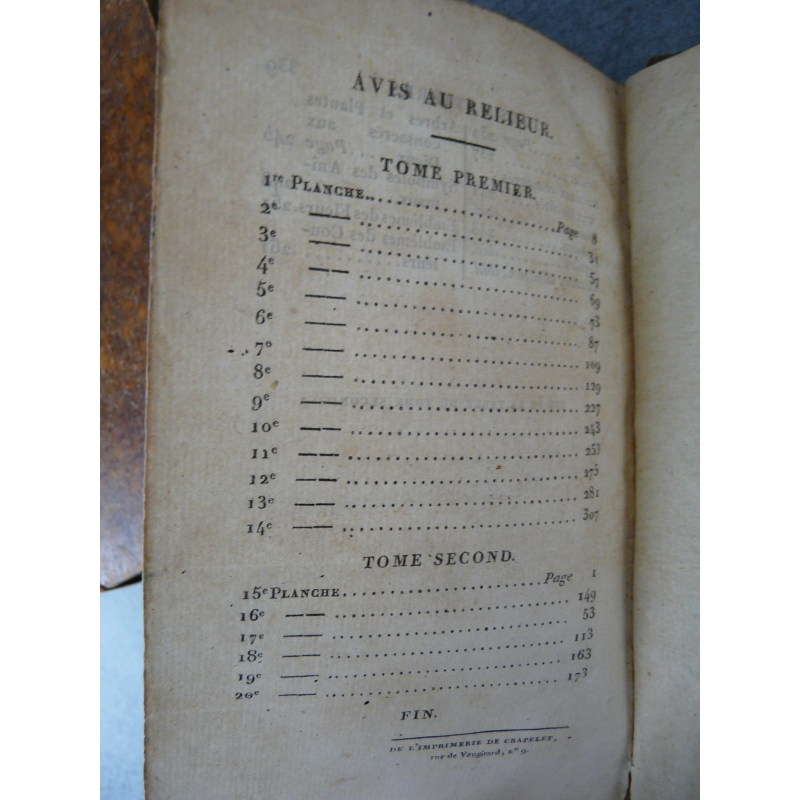 AVIS AU RELIEUR.
TOME PREMIER.
1re PLANCHE.......................Page 8
2e —— ....................... 31
3e —— ....................... 57
4e —— ....................... 69
5e —— ....................... 73
6e —— ....................... 87
7e —— ....................... 109
8e —— ....................... 129
9e —— ....................... 227
10e —— ....................... 243
11e —— ....................... 253
12e —— ....................... 275
13e —— ....................... 281
14e —— ....................... 307
TOME SECOND.
15e PLANCHE.......................Page 1
16e —— ....................... 149
17e —— ....................... 53
18e —— ....................... 113
19e —— ....................... 163
20e —— ....................... 173
FIN.
DE L'IMPRIMERIE DE CRAPELET,
rue de Vaugirard, n° 9.